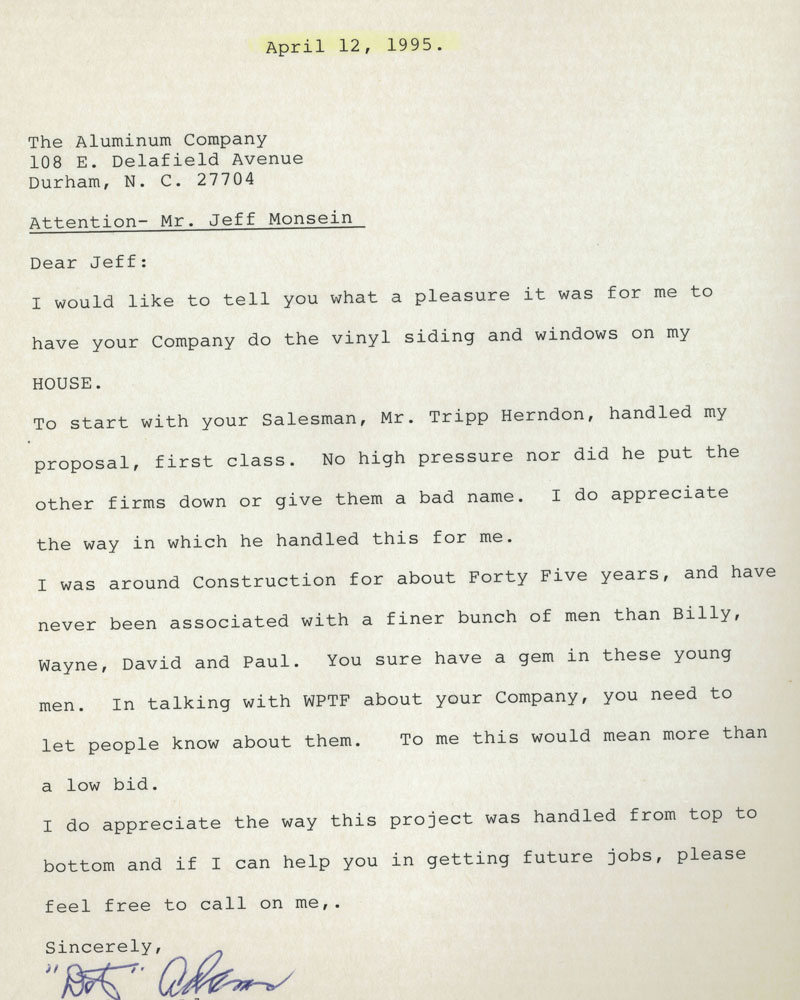 April 12, 1995.
The Aluminum Company
108 E. Delafield Avenue
Durham, N. C. 27704
Attention- Mr. Jeff Monsein
Dear Jeff:
I would like to tell you what a pleasure it was for me to
have your Company do the vinyl siding and windows on my
HOUSE.
To start with your Salesman, Mr. Tripp Herndon, handled my
proposal, first class.  No high pressure nor did he put the
other firms down or give them a bad name.  I do appreciate
the way in which he handled this for me.
I was around Construction for about Forty Five years, and have
never been associated with a finer bunch of men than Billy,
Wayne, David and Paul.  You sure have a gem in these young
men.  In talking with WPTF about your Company, you need to
let people know about them.   To me this would mean more than
a low bid.
I do appreciate the way this project was handled from top to
bottom and if I can help you in getting future jobs, please
feel free to call on me,.
Sincerely,
"Dot" Adams